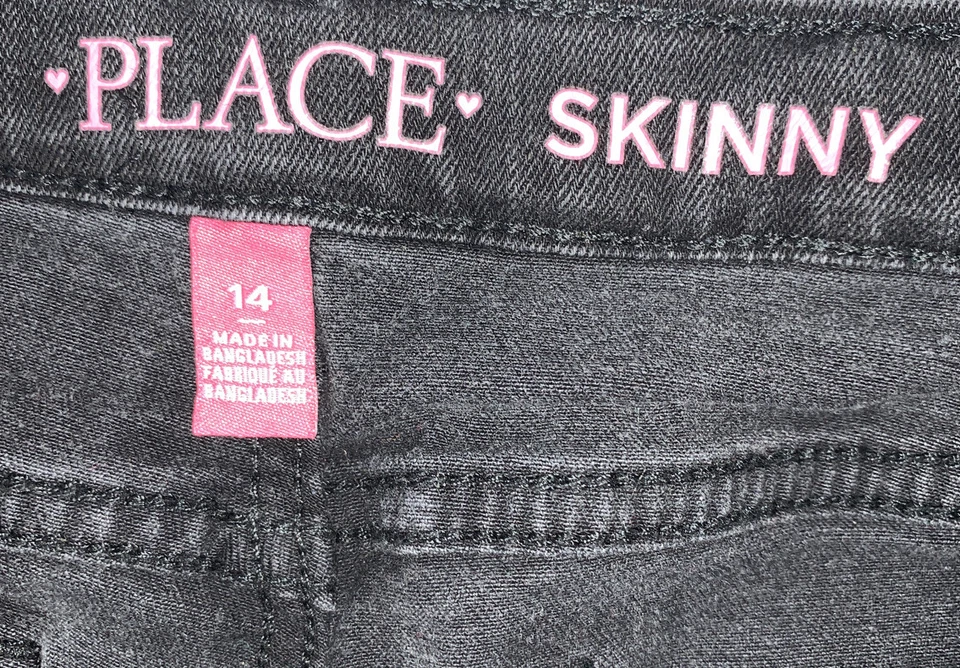 ♥PLACE♥ SKINNY
14
MADE IN
BANGLADESH
FABRIQUÉ AU
BANGLADESH